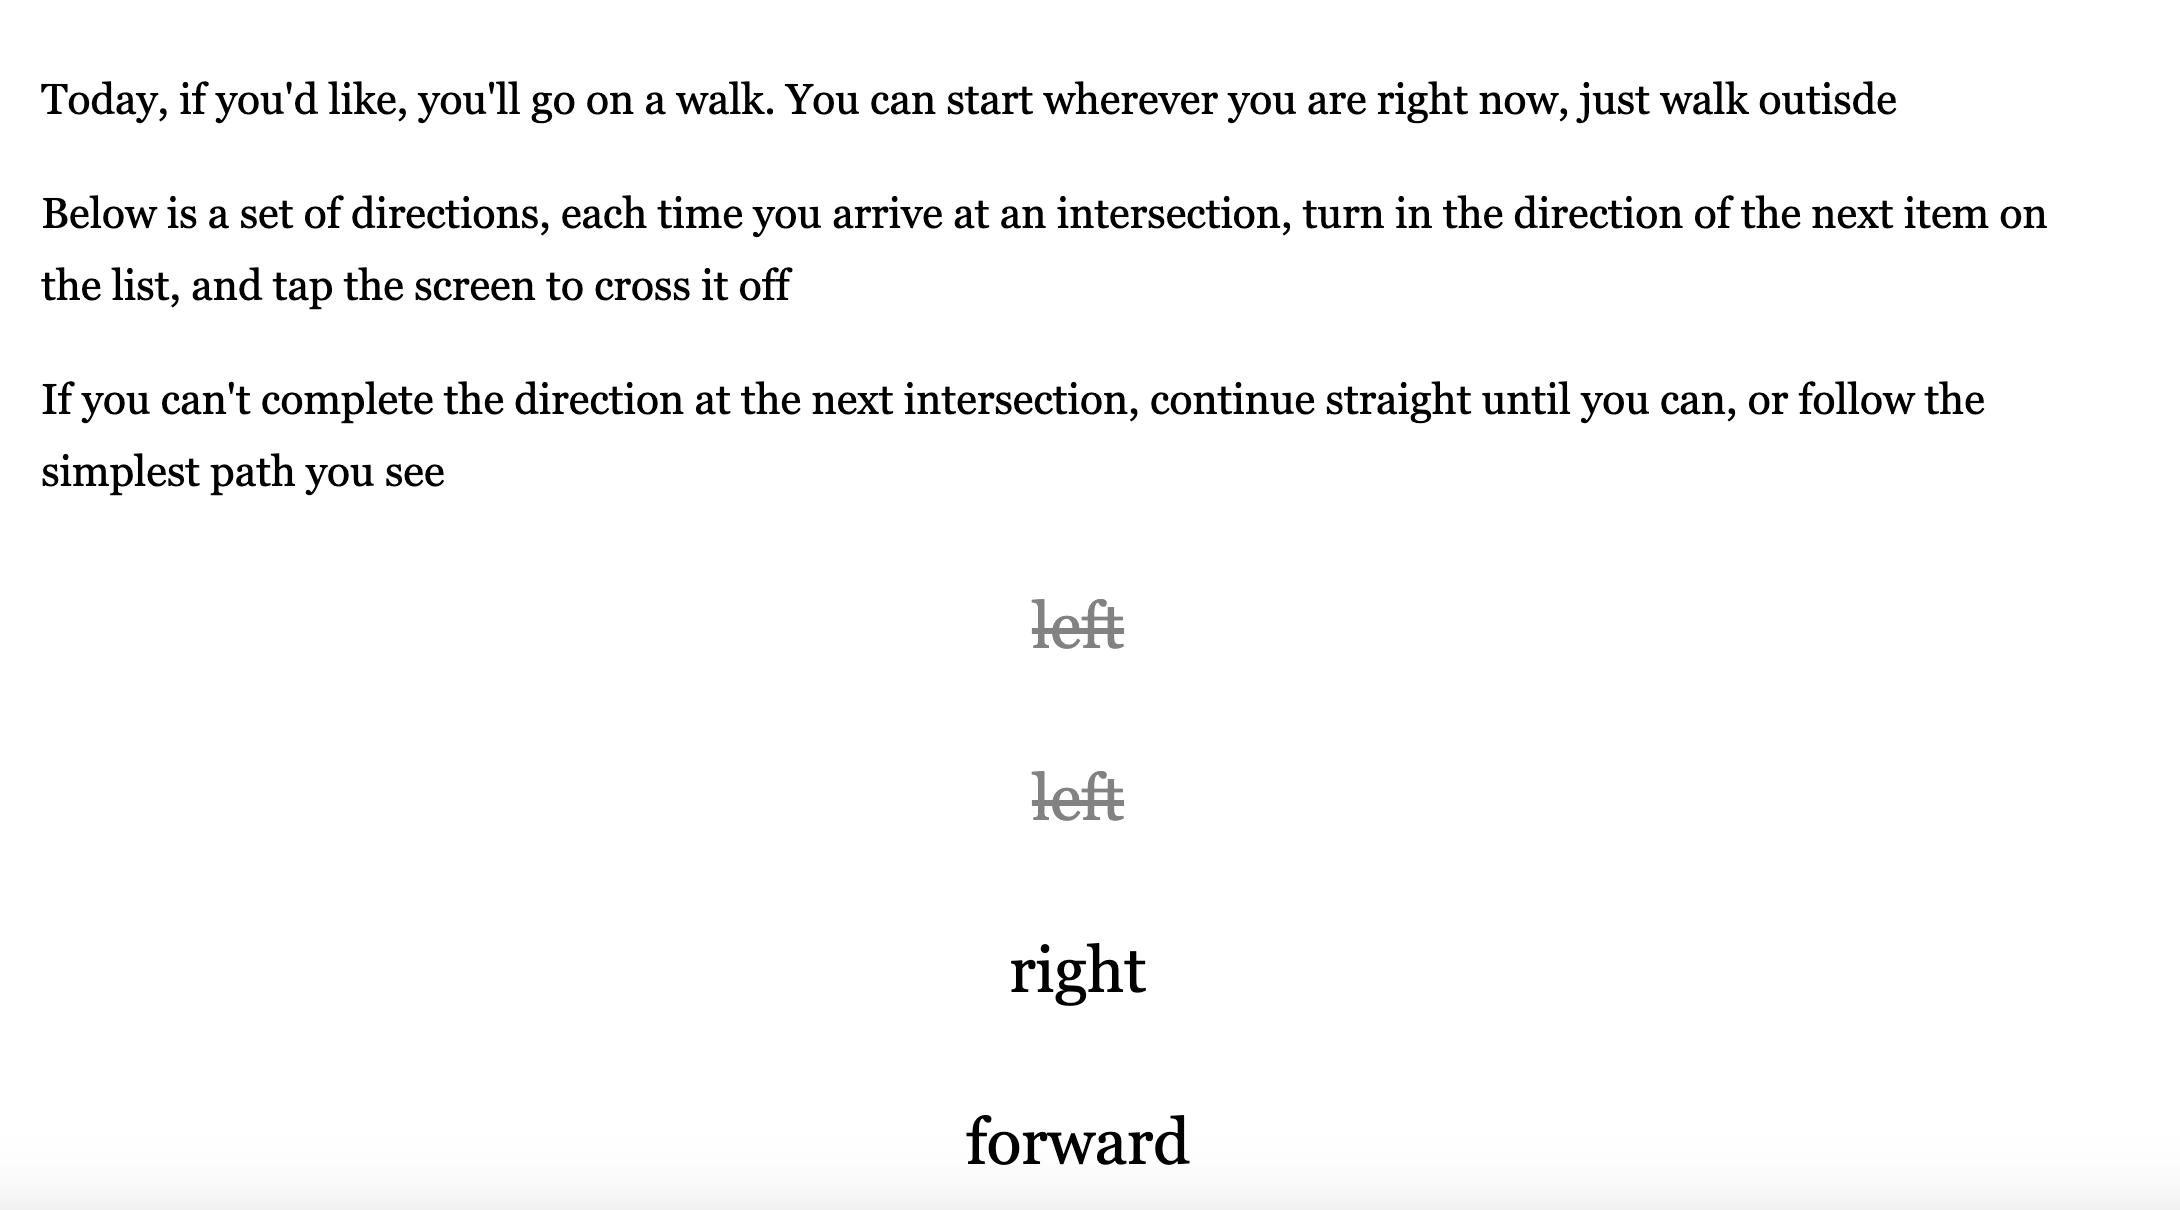 Today, if you'd like, you'll go on a walk. You can start wherever you are right now, just walk outisde
Below is a set of directions, each time you arrive at an intersection, turn in the direction of the next item on
the list, and tap the screen to cross it off
If you can't complete the direction at the next intersection, continue straight until you can, or follow the
simplest path you see
left
left
right
forward